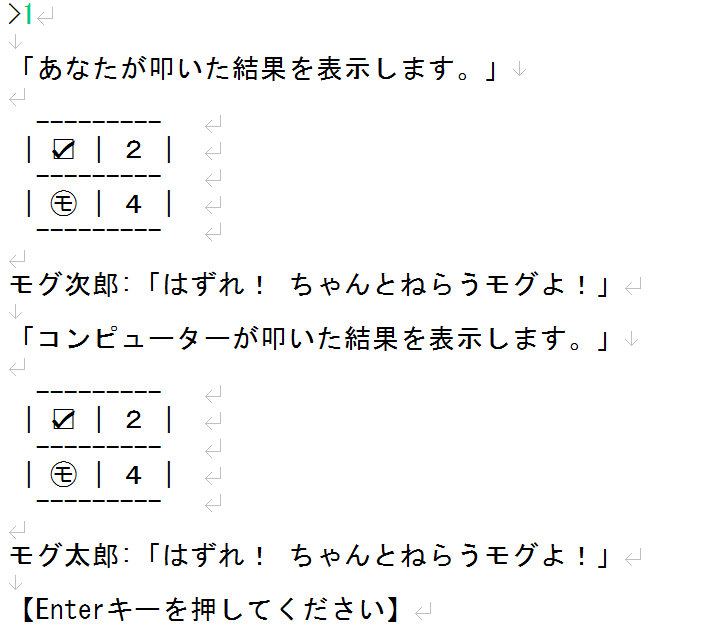 >1
「あなたが叩いた結果を表示します。」
---------
| ☑ | 2 |
---------
| ㋲ | 4 |
---------
モグ次郎:「はずれ！ ちゃんとねらうモグよ！」
「コンピューターが叩いた結果を表示します。」
---------
| ☑ | 2 |
---------
| ㋲ | 4 |
---------
モグ太郎:「はずれ！ ちゃんとねらうモグよ！」
【Enterキーを押してください】